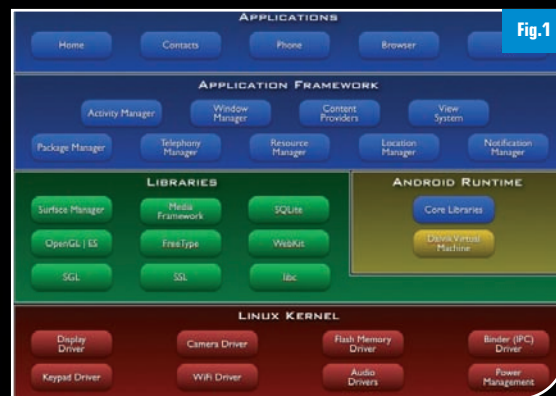 Fig.1
APPLICATIONS
Home
Contacts
Phone
Browser
APPLICATION FRAMEWORK
Activity Manager
Window
Manager
Content
Providers
View
System
Package Manager
Telephony
Manager
Resource
Manager
Location
Manager
Notification
Manager
LIBRARIES
Surface Manager
Media
Framework
SQLite
OpenGL | ES
FreeType
WebKit
SGL
SSL
libc
ANDROID RUNTIME
Core Libraries
Dalvik Virtual
Machine
LINUX KERNEL
Display
Driver
Camera Driver
Flash Memory
Driver
Binder (IPC)
Driver
Keypad Driver
WiFi Driver
Audio
Drivers
Power
Management